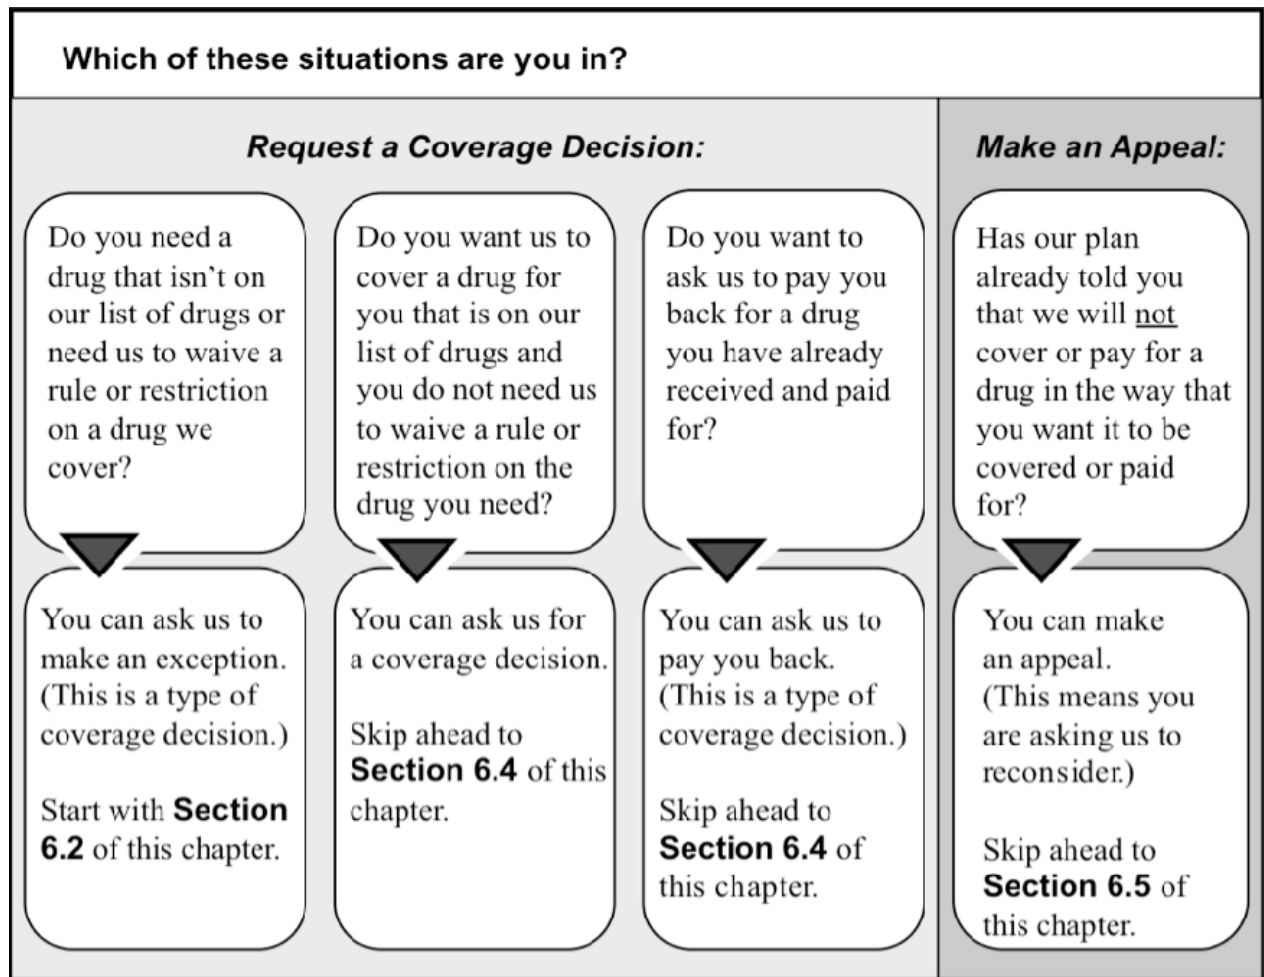 Which of these situations are you in?
Request a Coverage Decision:
Do you need a
drug that isn’t on
our list of drugs or
need us to waive a
rule or restriction
on a drug we
cover?
You can ask us to
make an exception.
(This is a type of
coverage decision.)
Start with Section
6.2 of this chapter.
Do you want us to
cover a drug for
you that is on our
list of drugs and
you do not need us
to waive a rule or
restriction on the
drug you need?
You can ask us for
a coverage decision.
Skip ahead to
Section 6.4 of this
chapter.
Do you want to
ask us to pay you
back for a drug
you have already
received and paid
for?
You can ask us to
pay you back.
(This is a type of
coverage decision.)
Skip ahead to
Section 6.4 of
this chapter.
Make an Appeal:
Has our plan
already told you
that we will not
cover or pay for a
drug in the way that
you want it to be
covered or paid
for?
You can make
an appeal.
(This means you
are asking us to
reconsider.)
Skip ahead to
Section 6.5 of
this chapter.